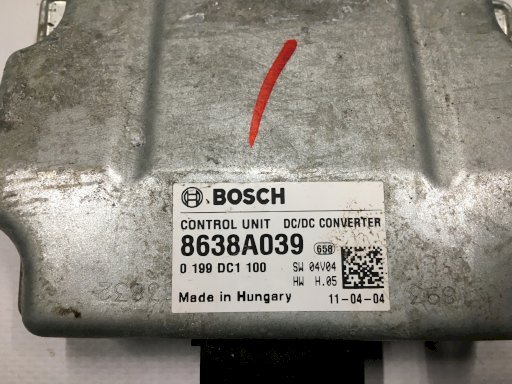 BOSCH
CONTROL UNIT DC/DC CONVERTER
8638A039 658
0 199 DC1 100 SW 04V04
HW H.05
Made in Hungary 11-04-04